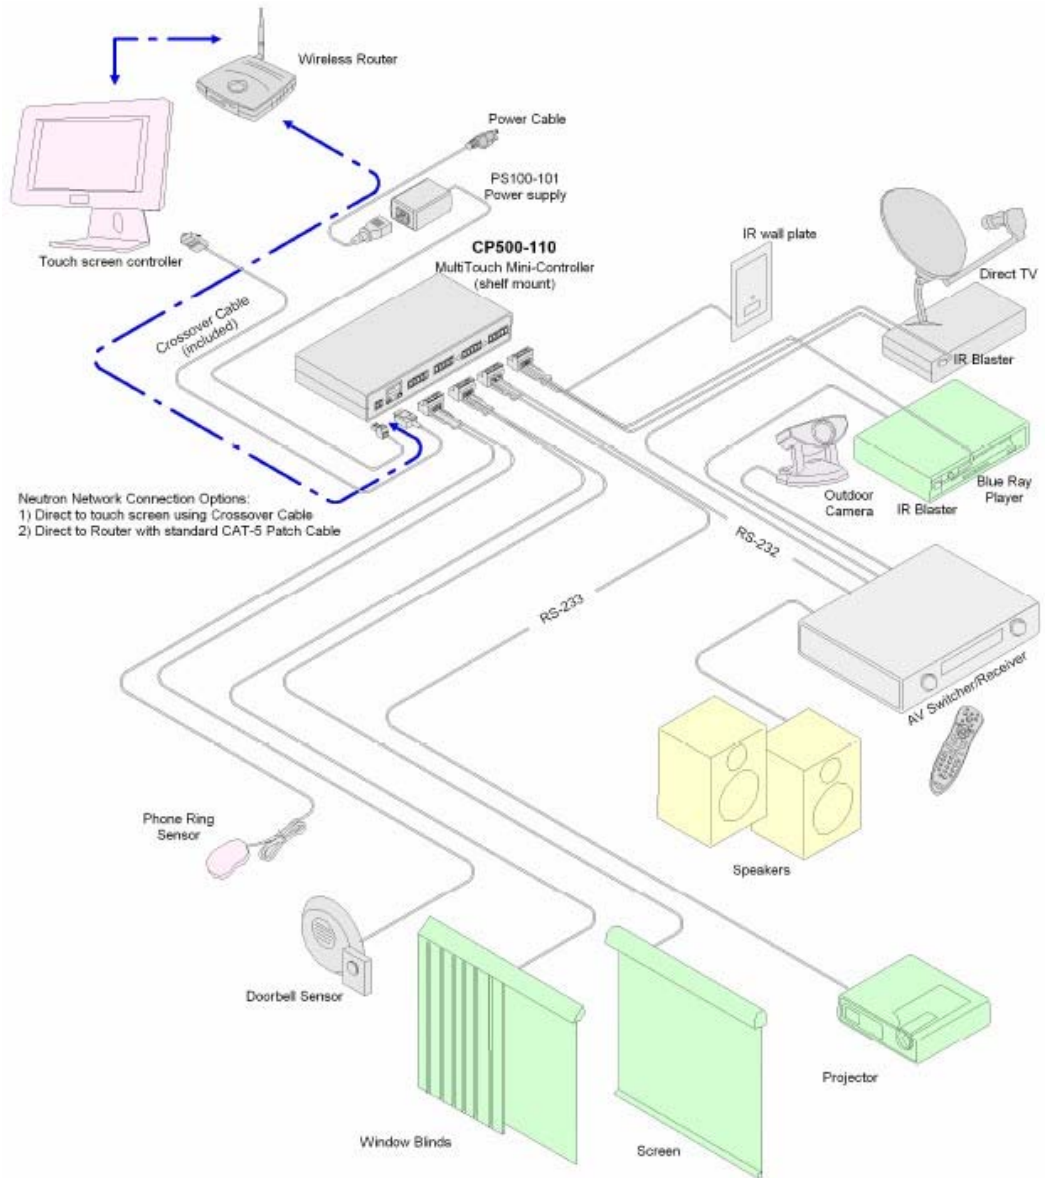 Wireless Router
Power Cable
PS100-101
Power supply
CP500-110
MultiTouch Mini-Controller
(shelf mount)
IR wall plate
Direct TV
Touch screen controller
Crossover Cable
(included)
IR Blaster
Outdoor
Camera
IR Blaster
Blue Ray
Player
Neutron Network Connection Options:
1) Direct to touch screen using Crossover Cable
2) Direct to Router with standard CAT-5 Patch Cable
RS-232
RS-233
AV Switcher/Receiver
Phone Ring
Sensor
Speakers
Doorbell Sensor
Projector
Window Blinds
Screen